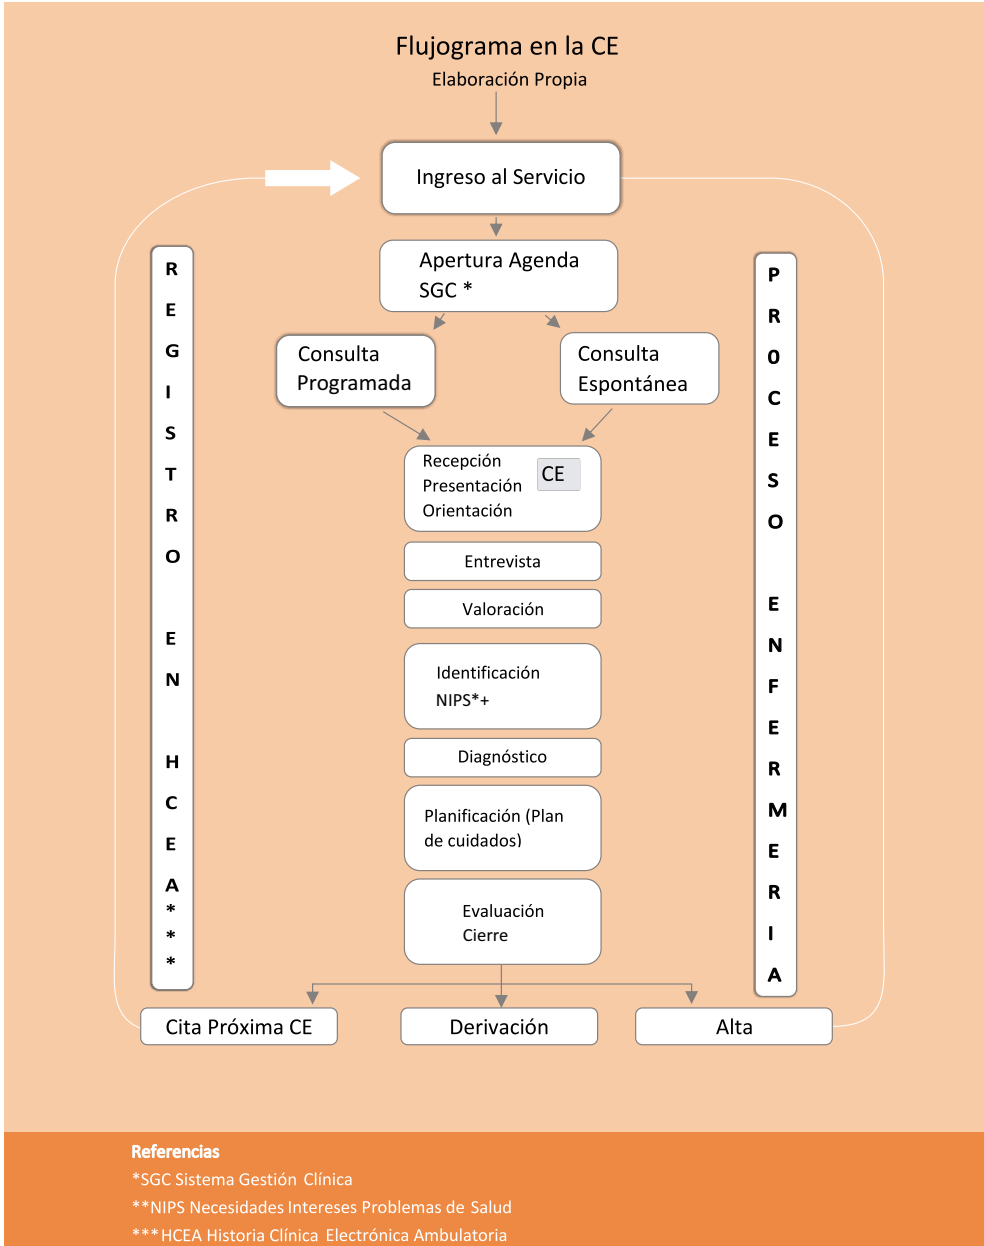 Flujograma en la CE
Elaboración Propia
Ingreso al Servicio
Apertura Agenda
SGC *
Consulta
Programada
Consulta
Espontánea
Recepción
Presentación
Orientación
CE
Entrevista
Valoración
Identificación
NIPS*+
Diagnóstico
Planificación (Plan
de cuidados)
Evaluación
Cierre
Cita Próxima CE
Derivación
Alta
REGISTRO EN HCEA***
PR0CESO ENFERMERIA
Referencias
*SGC Sistema Gestión Clínica
**NIPS Necesidades Intereses Problemas de Salud
***HCEA Historia Clínica Electrónica Ambulatoria